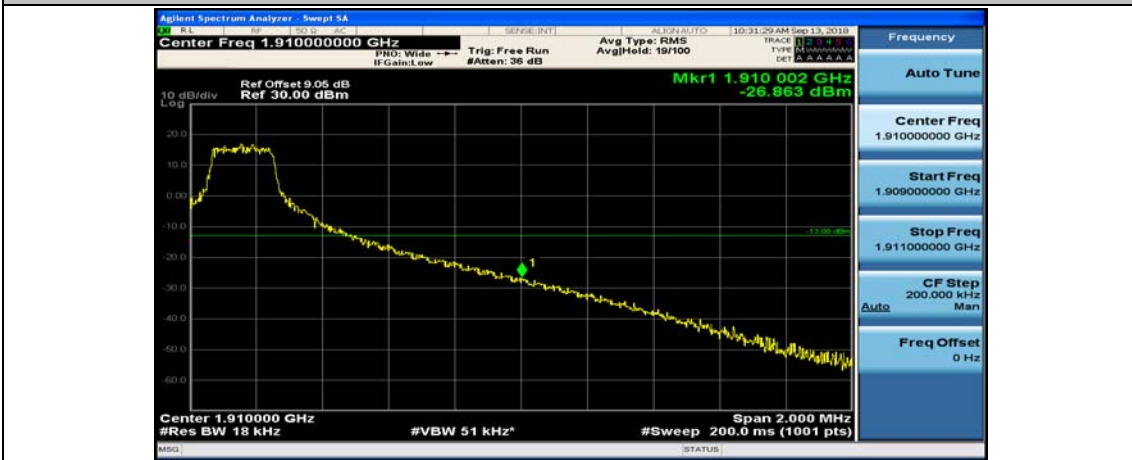 Agilent Spectrum Analyzer - Swept SA
RL RF 50 Ω AC SENSE:INT ALIGN AUTO 10:31:29 AM Sep 13, 2018
Center Freq 1.910000000 GHz
PNO: Wide Trig: Free Run Avg Type: RMS TRACE 1 2 3 4 5 6
IFGain:Low #Atten: 36 dB Avg|Hold: 19/100 TYPE M
DET A A A A A A
Ref Offset 9.05 dB Mkr1 1.910 002 GHz
10 dB/div Ref 30.00 dBm -26.863 dBm
Log
20.0
10.0
0.00
-10.0
-13.00 dBm
-20.0
1
-30.0
-40.0
-50.0
-60.0
Center 1.910000 GHz Span 2.000 MHz
#Res BW 18 kHz #VBW 51 kHz* #Sweep 200.0 ms (1001 pts)
MSG STATUS
Frequency
Auto Tune
Center Freq
1.910000000 GHz
Start Freq
1.909000000 GHz
Stop Freq
1.911000000 GHz
CF Step
200.000 kHz
Auto Man
Freq Offset
0 Hz